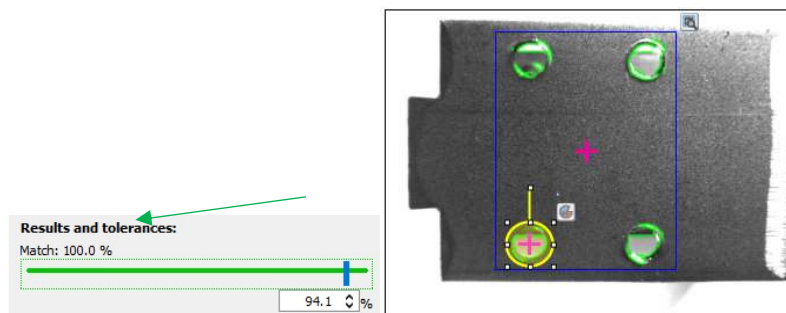 Results and tolerances:
Match: 100.0 %
94.1 %